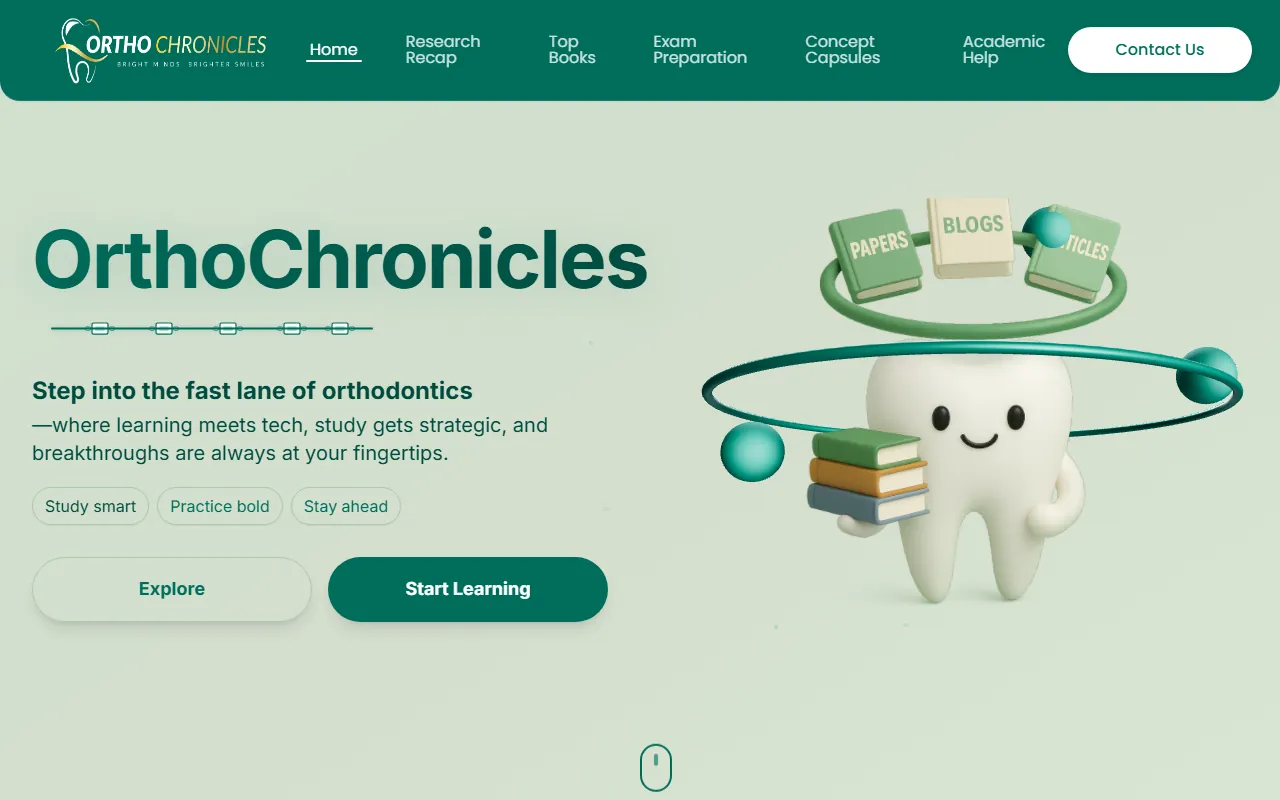 ORTHO CHRONICLES
BRIGHT MINDS BRIGHTER SMILES
Home
Research
Recap
Top
Books
Exam
Preparation
Concept
Capsules
Academic
Help
Contact Us
PAPERS
BLOGS
TICLES
OrthoChronicles
Step into the fast lane of orthodontics
—where learning meets tech, study gets strategic, and
breakthroughs are always at your fingertips.
Study smart
Practice bold
Stay ahead
Explore
Start Learning